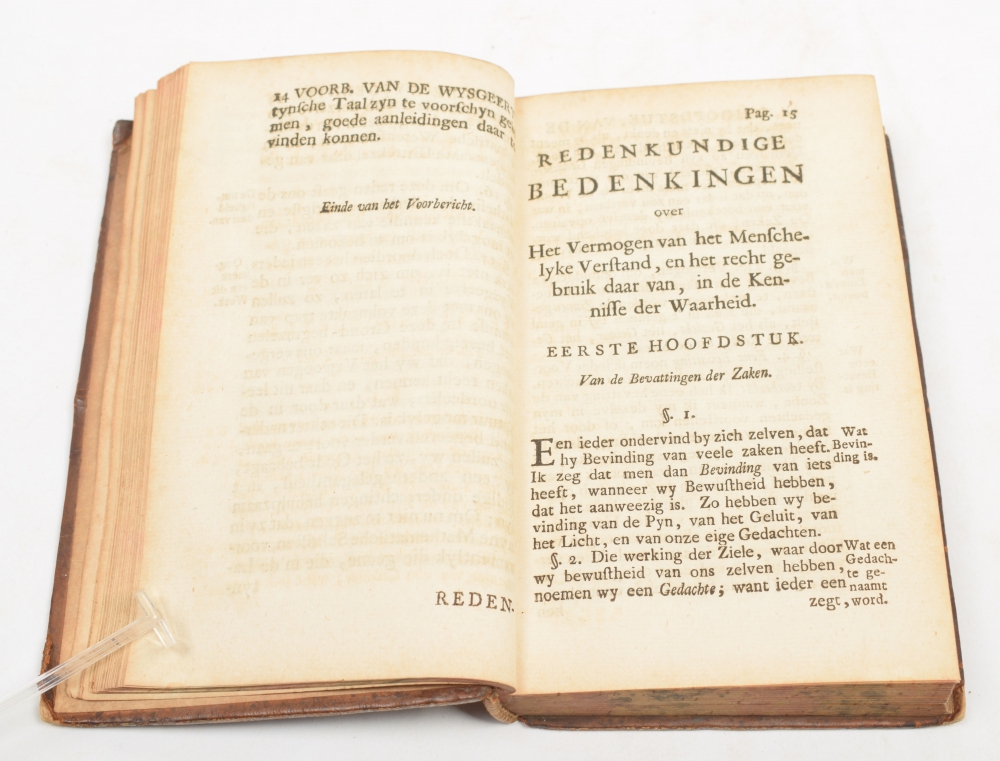 14 VOORB. VAN DE WYSGEER
tynſche Taal zyn te voorſchyn
men, goede aanleidingen daar
vinden konnen.
Einde van het Voorbericht.
REDEN-
Pag. 15
REDENKUNDIGE
BEDENKINGEN
over
Het Vermogen van het Menſche-
lyke Verſtand, en het recht ge-
bruik daar van, in de Ken-
niſſe der Waarheid.
EERSTE HOOFDSTUK.
Van de Bevattingen der Zaken.
§. 1.
Een ieder ondervind by zich zelven, dat
hy Bevinding van veele zaken heeft.
Ik zeg dat men dan Bevinding van iets
heeft, wanneer wy Bewuſtheid hebben,
dat het aanweezig is. Zo hebben wy be-
vinding van de Pyn, van het Geluit, van
het Licht, en van onze eige Gedachten.
§. 2. Die werking der Ziele, waar door
wy bewuſtheid van ons zelven hebben,
noemen wy een Gedachte; want ieder een
zegt,
Wat
Bevin-
ding is.
Wat een
Gedach-
te ge-
naamt
word.